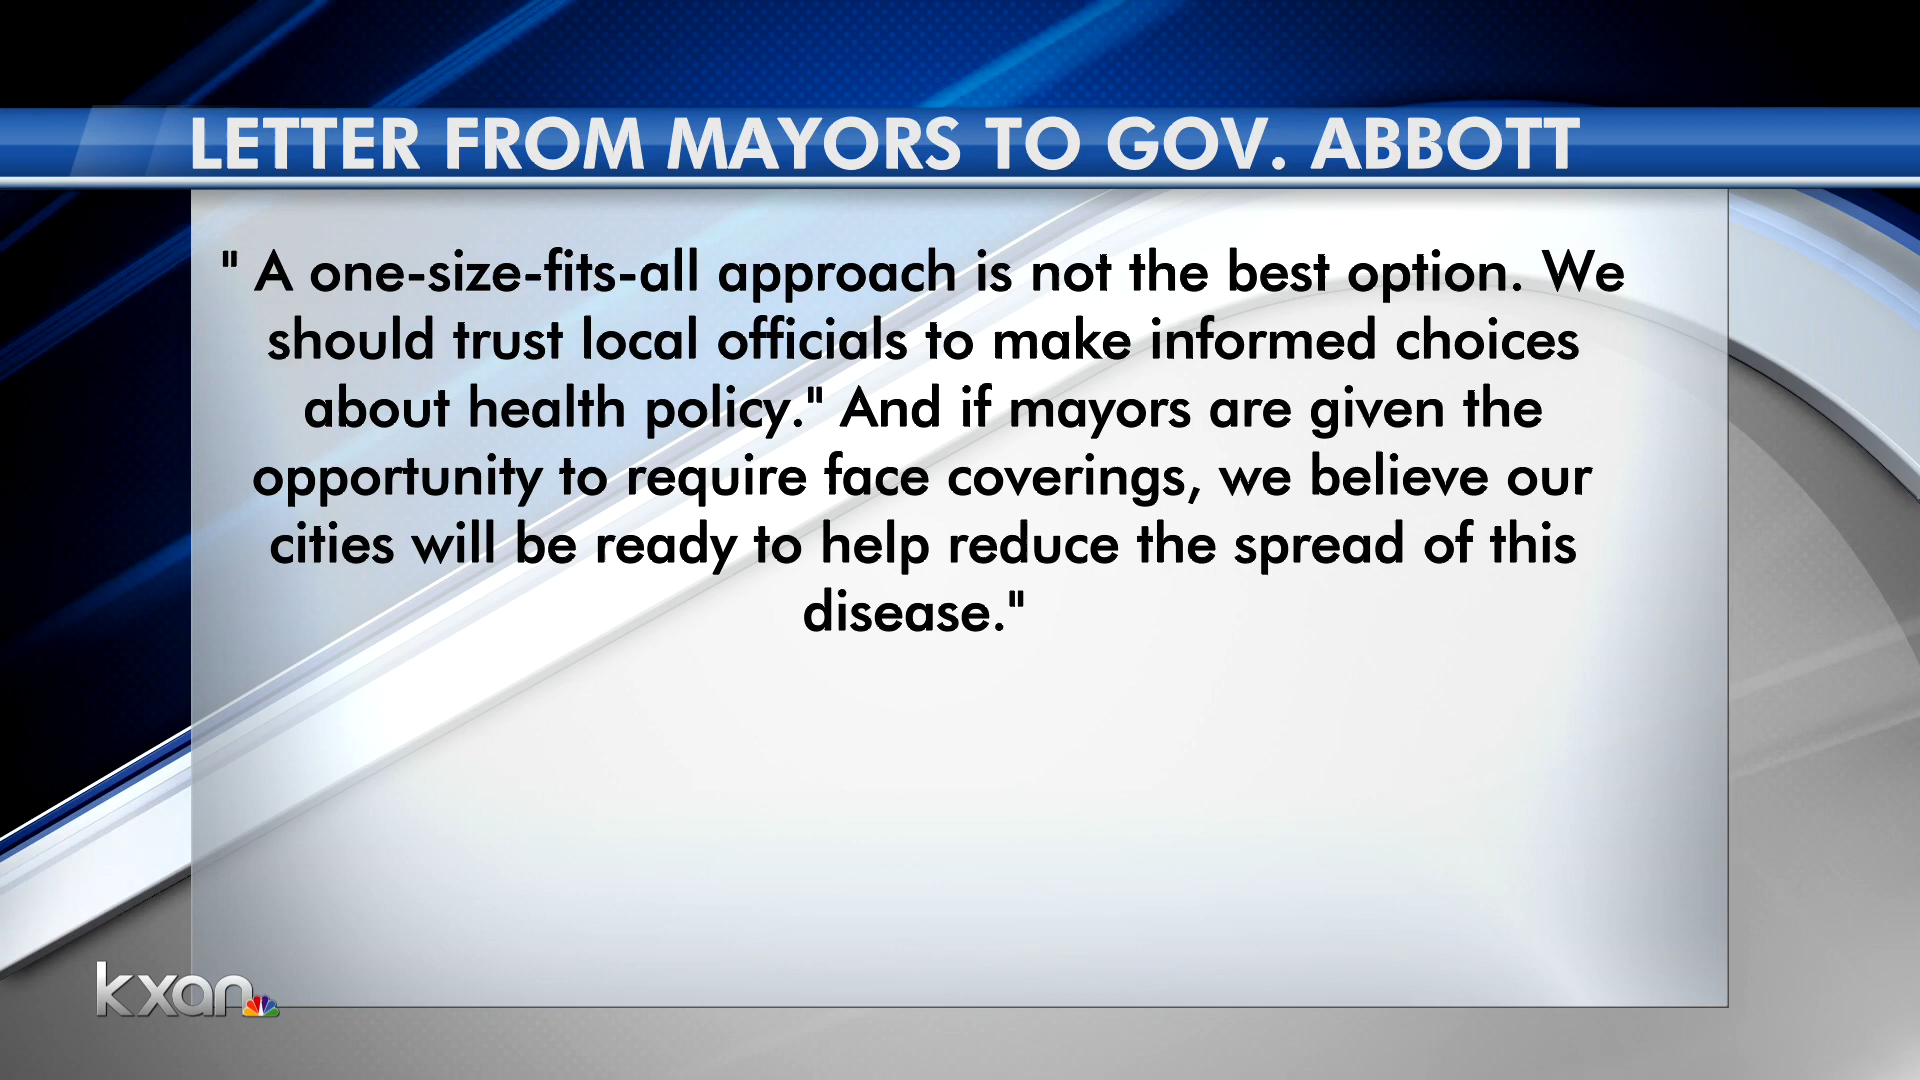 LETTER FROM MAYORS TO GOV. ABBOTT
" A one-size-fits-all approach is not the best option. We
should trust local officials to make informed choices
about health policy." And if mayors are given the
opportunity to require face coverings, we believe our
cities will be ready to help reduce the spread of this
disease."
kxan